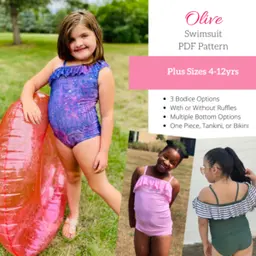 Olive
Swimsuit
PDF Pattern
Plus Sizes 4-12yrs
• 3 Bodice Options
• With or Without Ruffles
• Multiple Bottom Options
• One Piece, Tankini, or Bikini